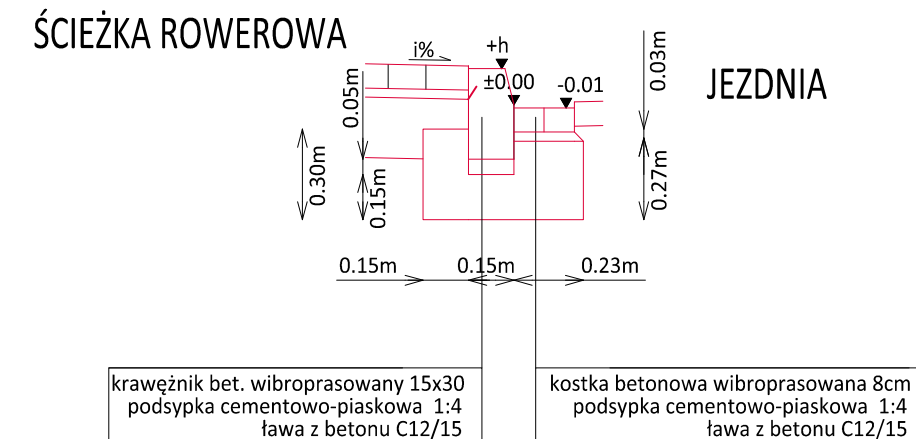 ŚCIEŻKA ROWEROWA
i%
+h
±0.00
-0.01
JEZDNIA
0.05m
0.03m
0.30m
0.15m
0.27m
0.15m
0.15m
0.23m
krawężnik bet. wibroprasowany 15x30
podsypka cementowo-piaskowa 1:4
ława z betonu C12/15
kostka betonowa wibroprasowana 8cm
podsypka cementowo-piaskowa 1:4
ława z betonu C12/15